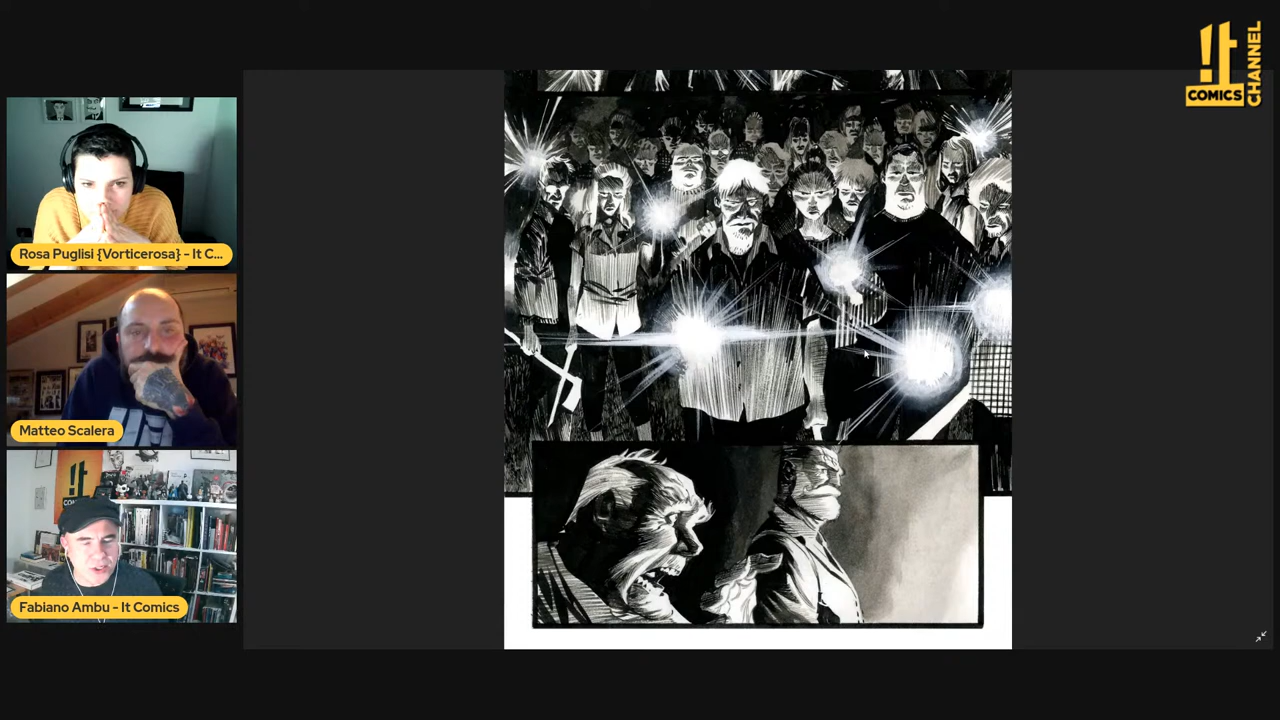 !t
COMICS
CHANNEL
Rosa Puglisi {Vorticerosa} - It C...
Matteo Scalera
Fabiano Ambu - It Comics